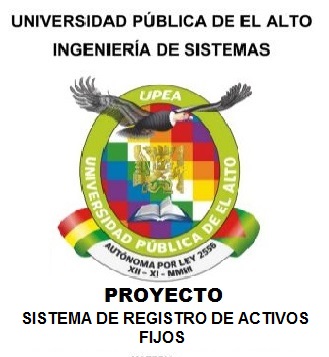 UNIVERSIDAD PÚBLICA DE EL ALTO
INGENIERÍA DE SISTEMAS
UPEA
UNIVERSIDAD PÚBLICA DE EL ALTO
AUTÓNOMA POR LEY 2556
XII - XI - MMIII
PROYECTO
SISTEMA DE REGISTRO DE ACTIVOS
FIJOS